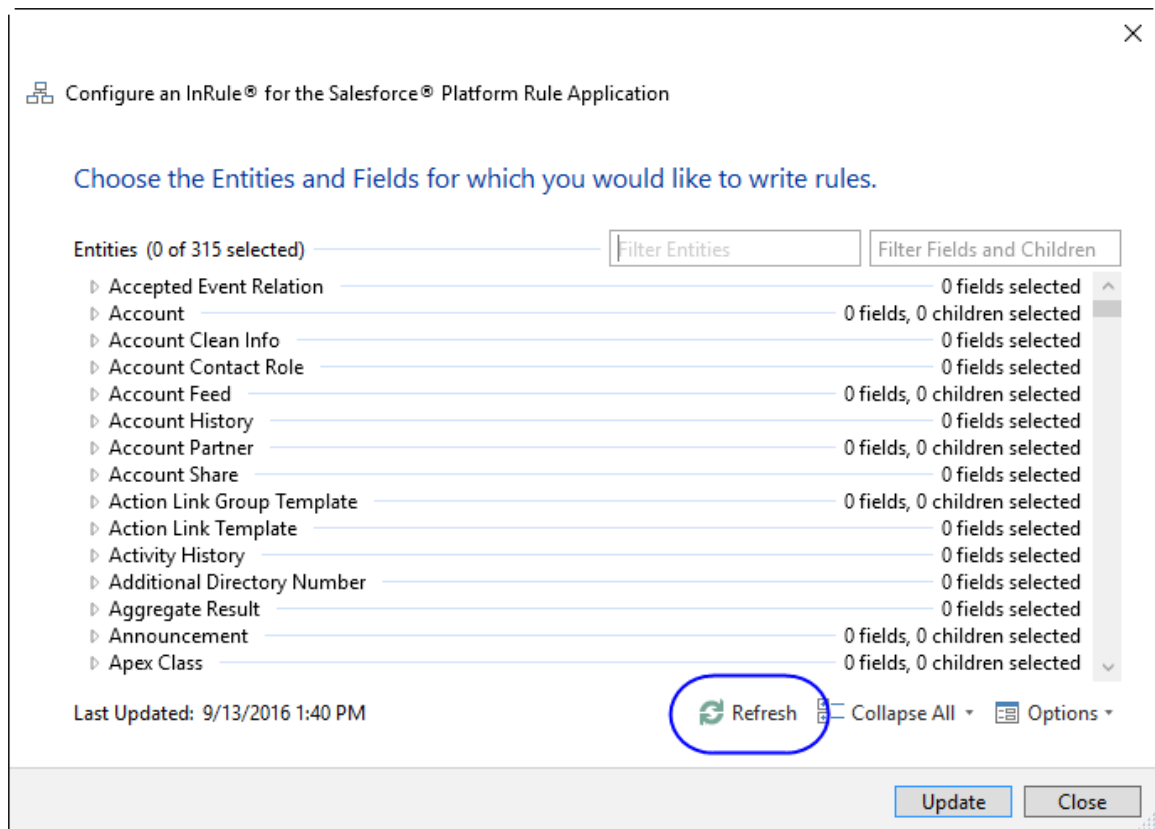 Configure an InRule® for the Salesforce® Platform Rule Application
Choose the Entities and Fields for which you would like to write rules.
Entities (0 of 315 selected) Filter Entities Filter Fields and Children
Accepted Event Relation 0 fields selected
Account 0 fields, 0 children selected
Account Clean Info 0 fields selected
Account Contact Role 0 fields selected
Account Feed 0 fields, 0 children selected
Account History 0 fields selected
Account Partner 0 fields, 0 children selected
Account Share 0 fields selected
Action Link Group Template 0 fields, 0 children selected
Action Link Template 0 fields selected
Activity History 0 fields selected
Additional Directory Number 0 fields selected
Aggregate Result 0 fields selected
Announcement 0 fields, 0 children selected
Apex Class 0 fields, 0 children selected
Last Updated: 9/13/2016 1:40 PM Refresh Collapse All Options
Update Close